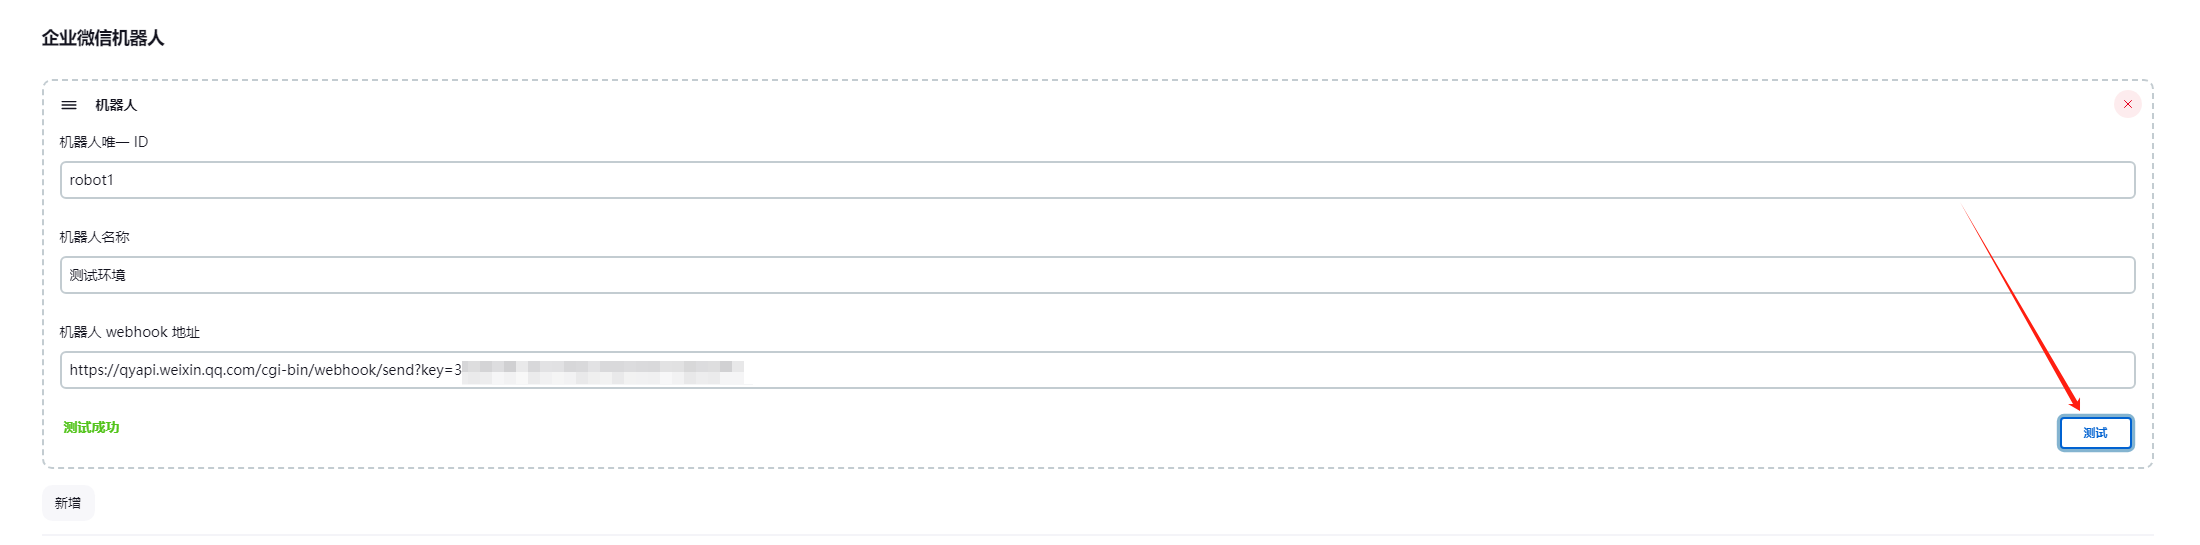 企业微信机器人
机器人
机器人唯一 ID
robot1
机器人名称
测试环境
机器人 webhook 地址
https://qyapi.weixin.qq.com/cgi-bin/webhook/send?key=3
测试成功
测试
新增